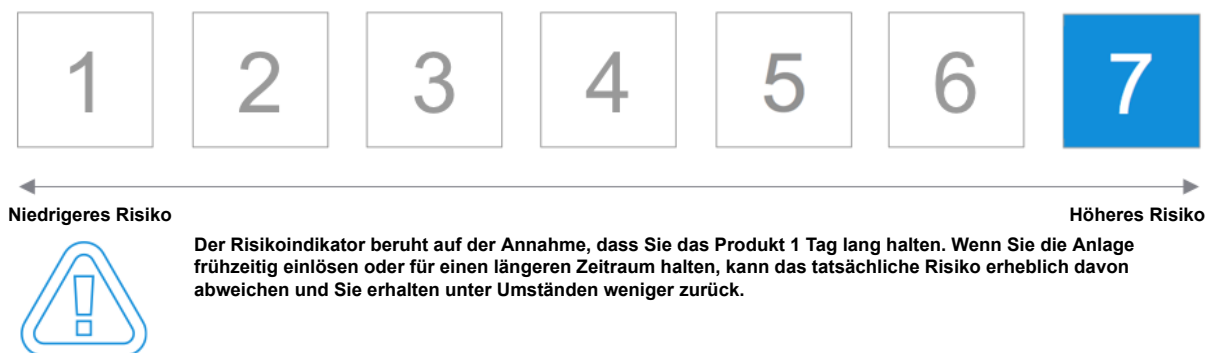 1 2 3 4 5 6 7
Niedrigeres Risiko Höheres Risiko
Der Risikoindikator beruht auf der Annahme, dass Sie das Produkt 1 Tag lang halten. Wenn Sie die Anlage
frühzeitig einlösen oder für einen längeren Zeitraum halten, kann das tatsächliche Risiko erheblich davon
abweichen und Sie erhalten unter Umständen weniger zurück.